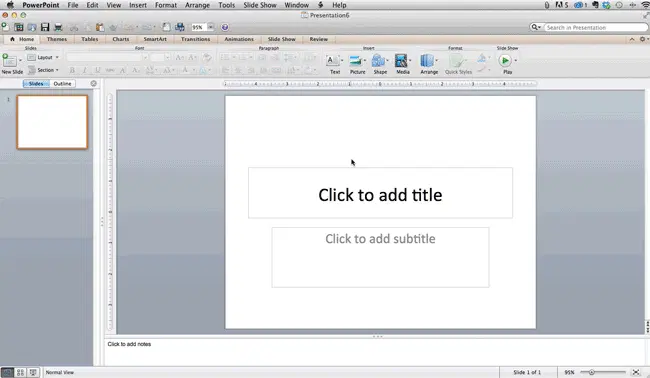 PowerPoint File Edit View Insert Format Arrange Tools Slide Show Window Help 5 1
Presentation6
95% Search in Presentation
Home Themes Tables Charts SmartArt Transitions Animations Slide Show Review
Slides Font Paragraph Insert Format Slide Show
Layout
New Slide Section Text Picture Shape Media Arrange Quick Styles Play
Slides Outline
1
Click to add title
Click to add subtitle
Click to add notes
Normal View Slide 1 of 1 95%